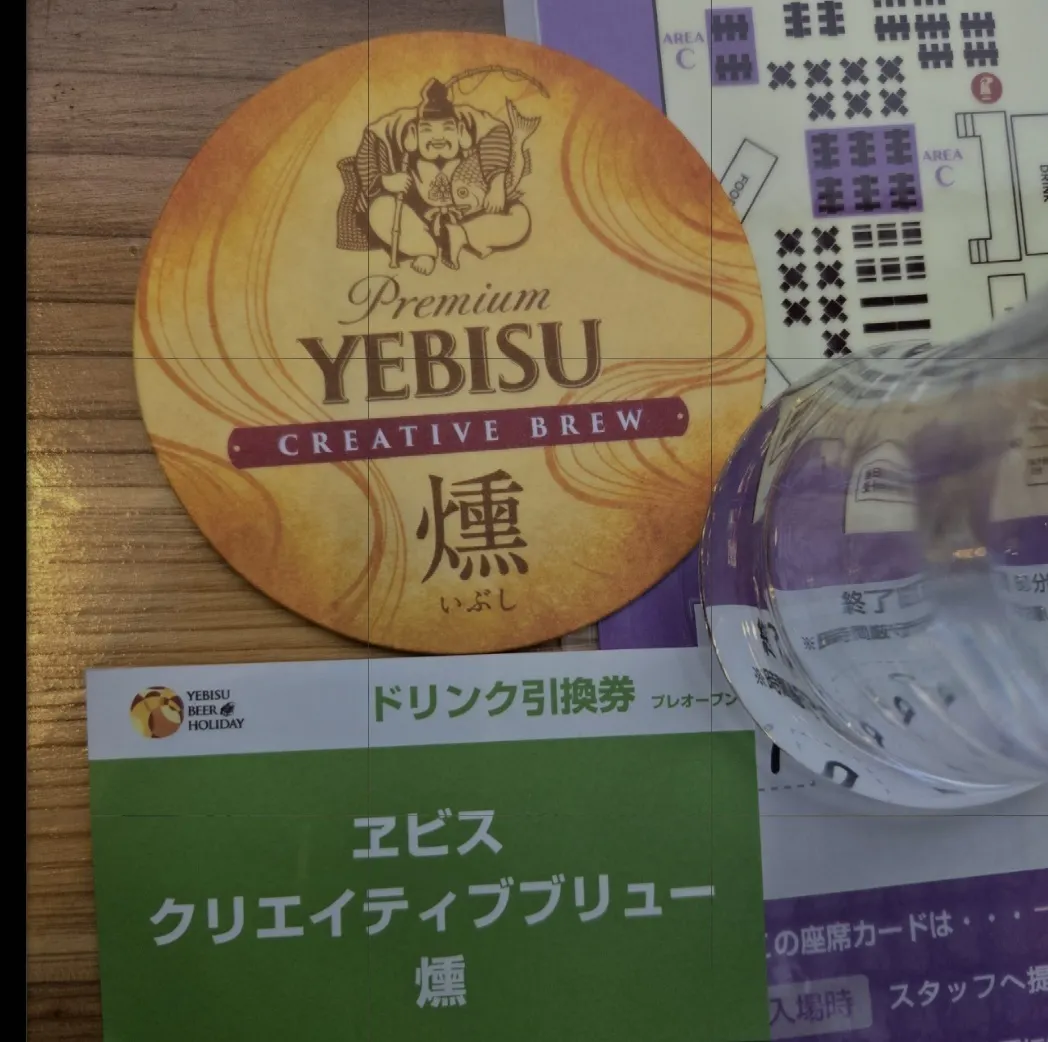 AREA
C
AREA
C
Premium
YEBISU
CREATIVE BREW
燻
いぶし
YEBISU
BEER
HOLIDAY
ドリンク引換券 プレオープン
ヱビス
クリエイティブブリュー
燻
終了
の座席カードは・・・
入場時 スタッフへ提
DRINK